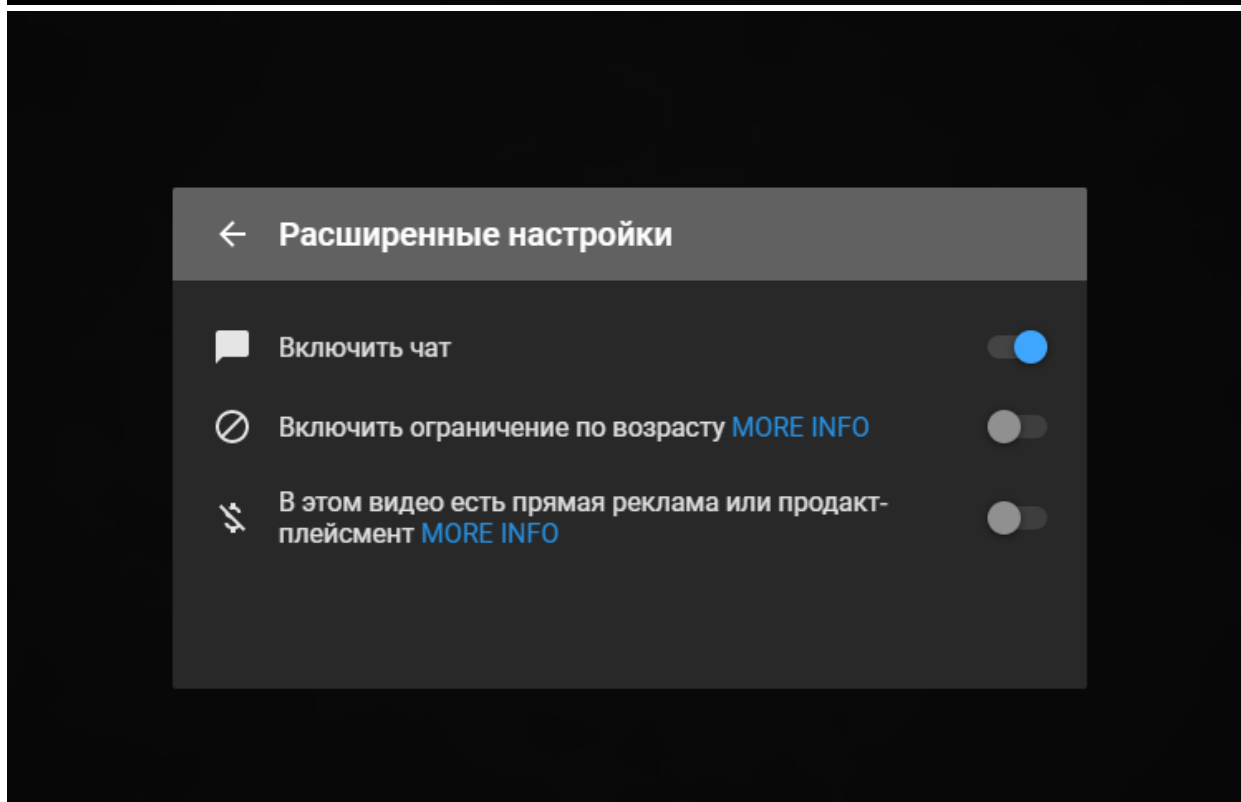 Расширенные настройки
Включить чат
Включить ограничение по возрасту MORE INFO
В этом видео есть прямая реклама или продакт-
плейсмент MORE INFO